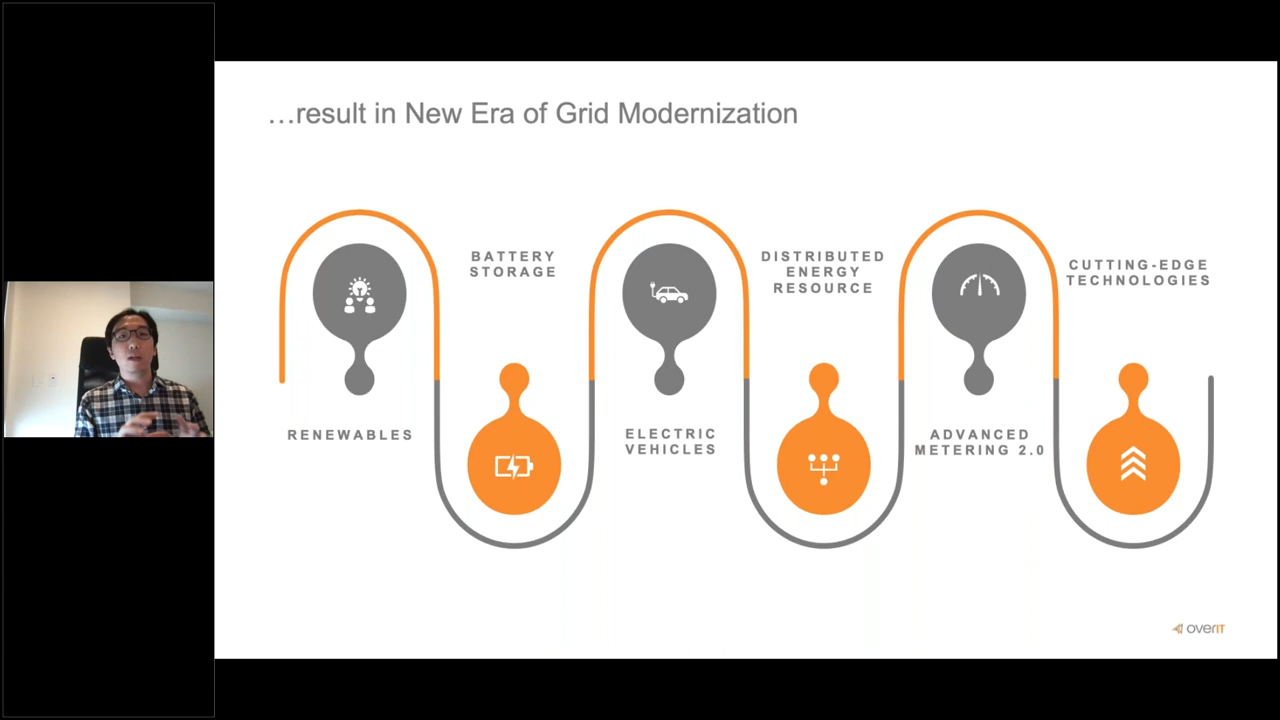 …result in New Era of Grid Modernization
BATTERY
STORAGE
DISTRIBUTED
ENERGY
RESOURCE
CUTTING-EDGE
TECHNOLOGIES
RENEWABLES
ELECTRIC
VEHICLES
ADVANCED
METERING 2.0
overIT